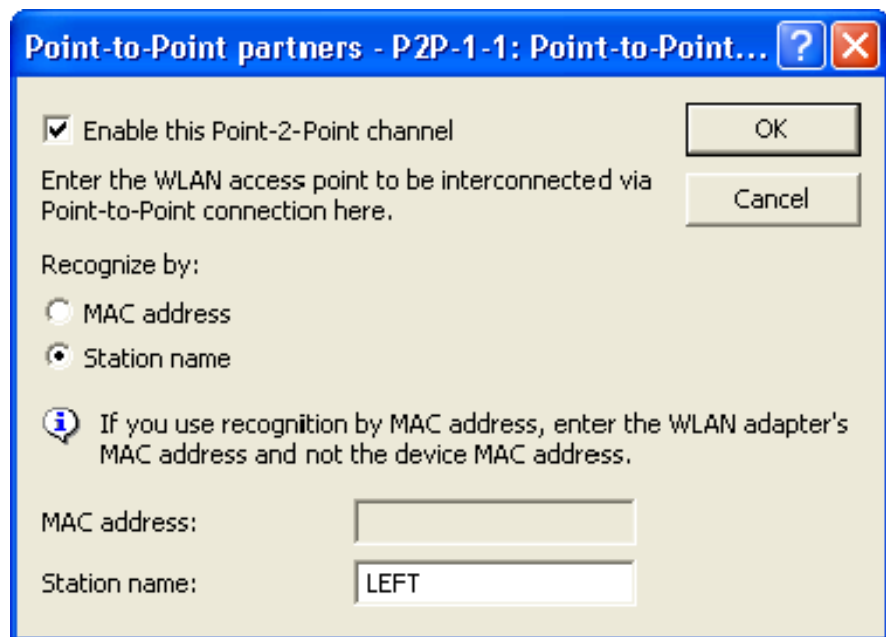 Point-to-Point partners - P2P-1-1: Point-to-Point...
Enable this Point-2-Point channel
OK
Enter the WLAN access point to be interconnected via
Point-to-Point connection here.
Cancel
Recognize by:
MAC address
Station name
If you use recognition by MAC address, enter the WLAN adapter's
MAC address and not the device MAC address.
MAC address:
Station name:
LEFT